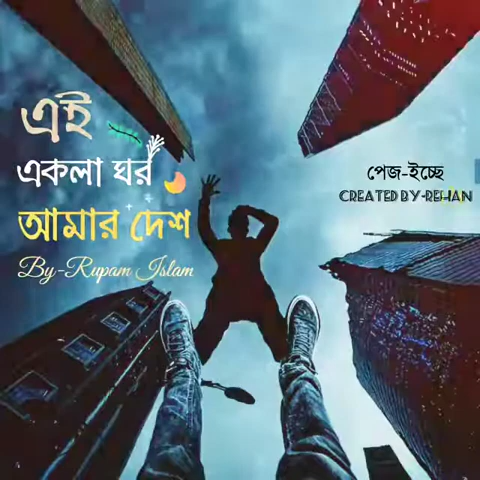 এই
একলা ঘর
আমার দেশ
By-Rupam Islam
পেজ-ইচ্ছে
CREATED BY-REHAN